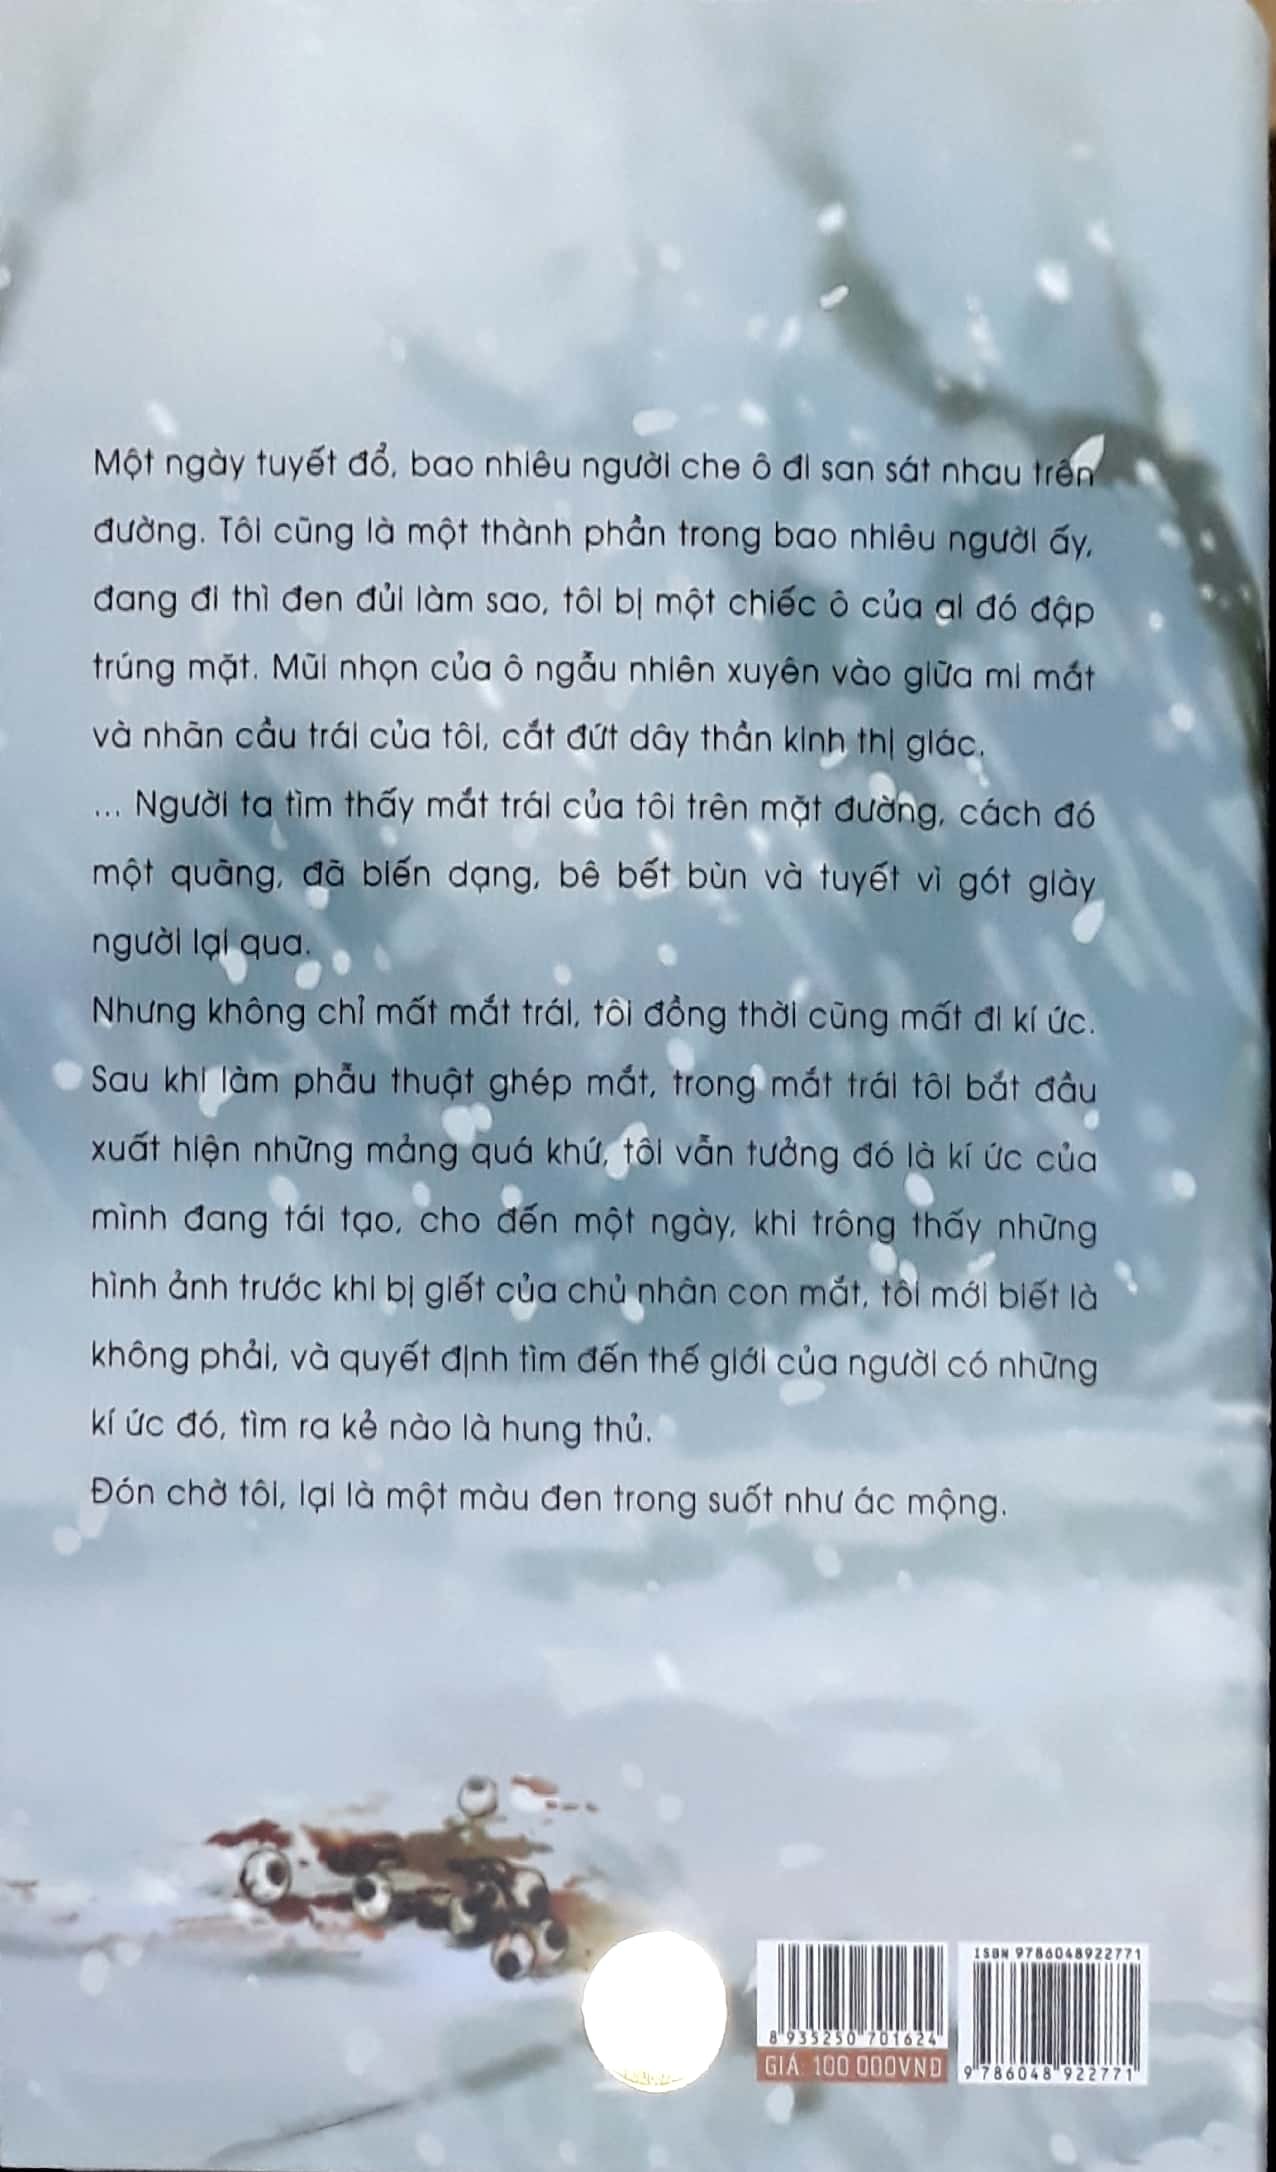 Một ngày tuyết đổ, bao nhiêu người che ô đi san sát nhau trên
đường. Tôi cũng là một thành phần trong bao nhiêu người ấy,
đang đi thì đen đủi làm sao, tôi bị một chiếc ô của ai đó đập
trúng mặt. Mũi nhọn của ô ngẫu nhiên xuyên vào giữa mi mắt
và nhãn cầu trái của tôi, cắt đứt dây thần kinh thị giác.
... Người ta tìm thấy mắt trái của tôi trên mặt đường, cách đó
một quãng, đã biến dạng, bê bết bùn và tuyết vì gót giày
người lại qua.
Nhưng không chỉ mất mắt trái, tôi đồng thời cũng mất đi kí ức.
Sau khi làm phẫu thuật ghép mắt, trong mắt trái tôi bắt đầu
xuất hiện những mảng quá khứ, tôi vẫn tưởng đó là kí ức của
mình đang tái tạo, cho đến một ngày, khi trông thấy những
hình ảnh trước khi bị giết của chủ nhân con mắt, tôi mới biết là
không phải, và quyết định tìm đến thế giới của người có những
kí ức đó, tìm ra kẻ nào là hung thủ.
Đón chờ tôi, lại là một màu đen trong suốt như ác mộng.
ISBN 9786048922771
8 935250 701624
GIÁ: 100 000VNĐ
9 786048 922771